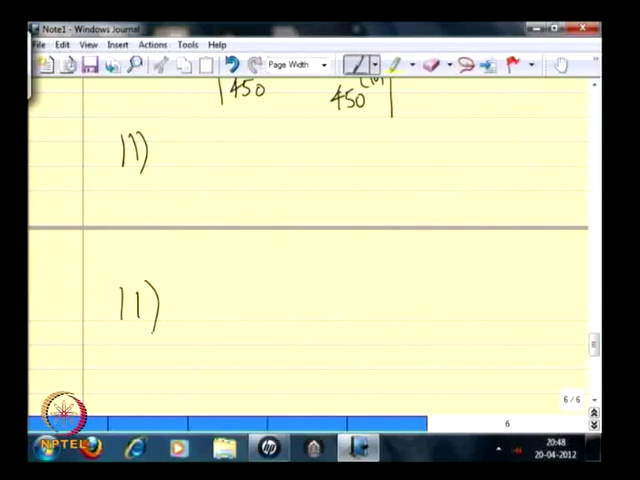 Note1 - Windows Journal
File Edit View Insert Actions Tools Help
Page Width
450 450
11)
11)
6 / 6
6
NPTEL
hp
20:48
20-04-2012